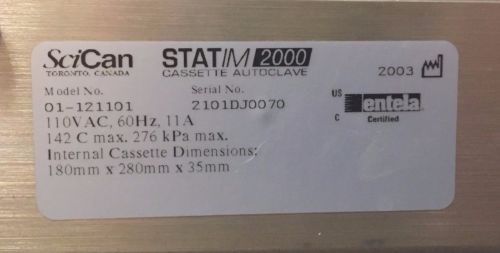 SciCan STATIM 2000
TORONTO, CANADA CASSETTE AUTOCLAVE 2003
Model No. Serial No.
01-121101 2101DJ0070
US entela
C Certified
110VAC, 60Hz, 11A
142 C max. 276 kPa max.
Internal Cassette Dimensions:
180mm x 280mm x 35mm